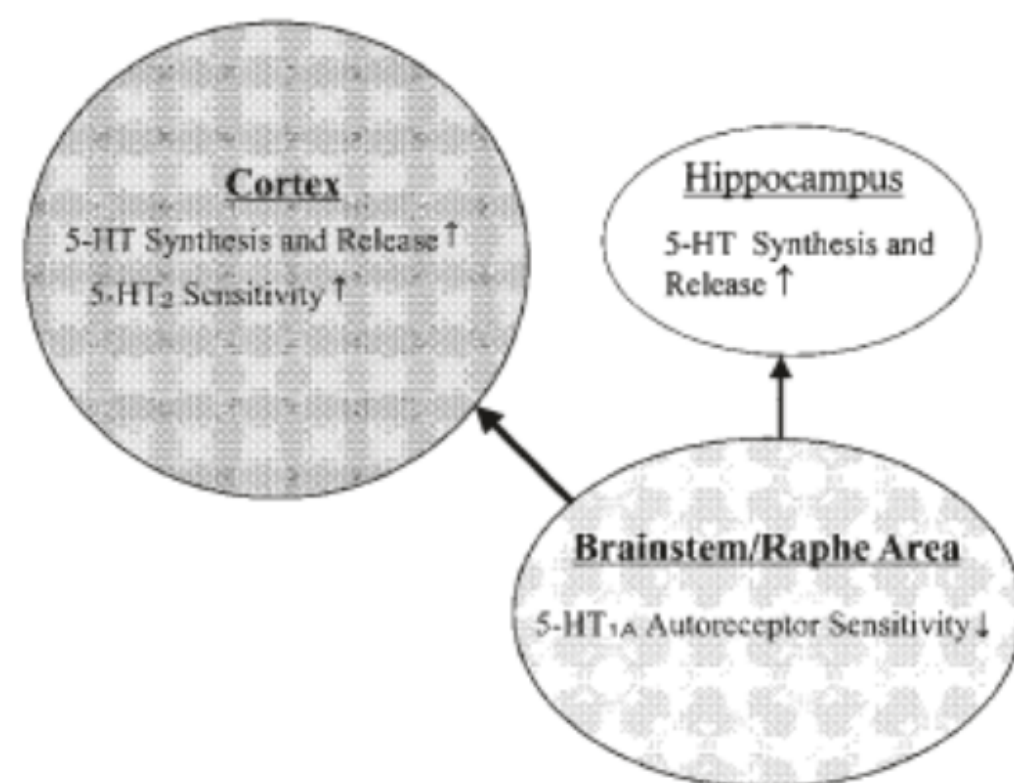 Cortex
5-HT Synthesis and Release ↑
5-HT₂ Sensitivity ↑
Hippocampus
5-HT Synthesis and
Release ↑
Brainstem/Raphe Area
5-HT₁ᴀ Autoreceptor Sensitivity ↓